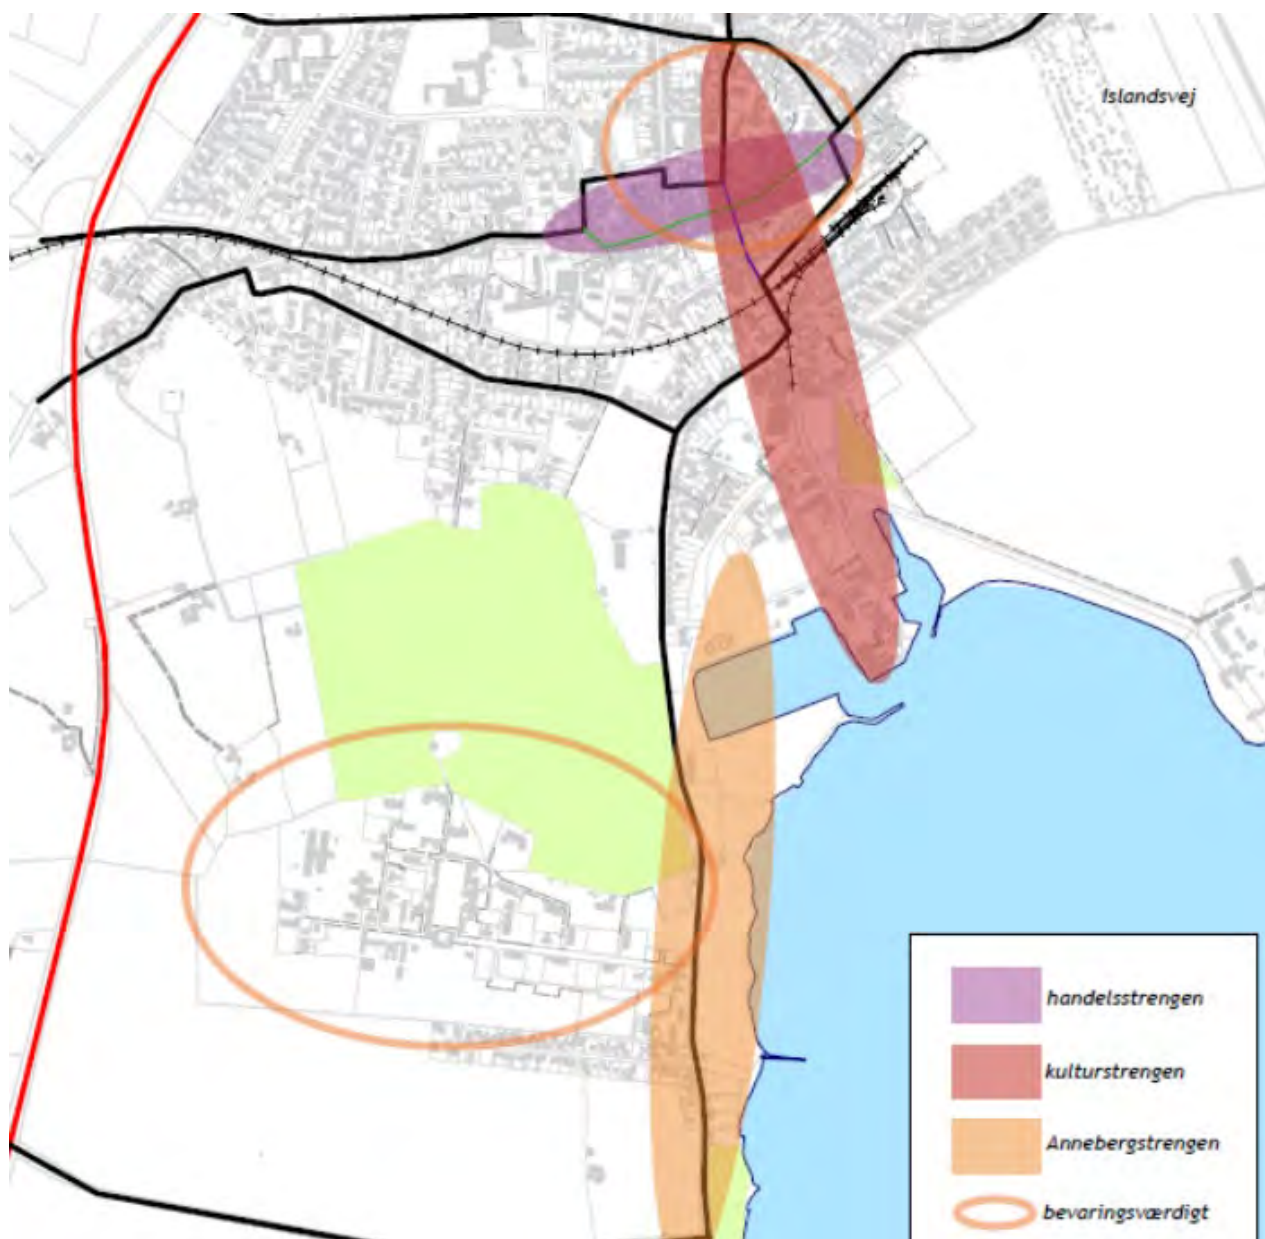 Islandsvej
handelsstrengen
kulturstrengen
Annebergstrengen
bevaringsværdigt